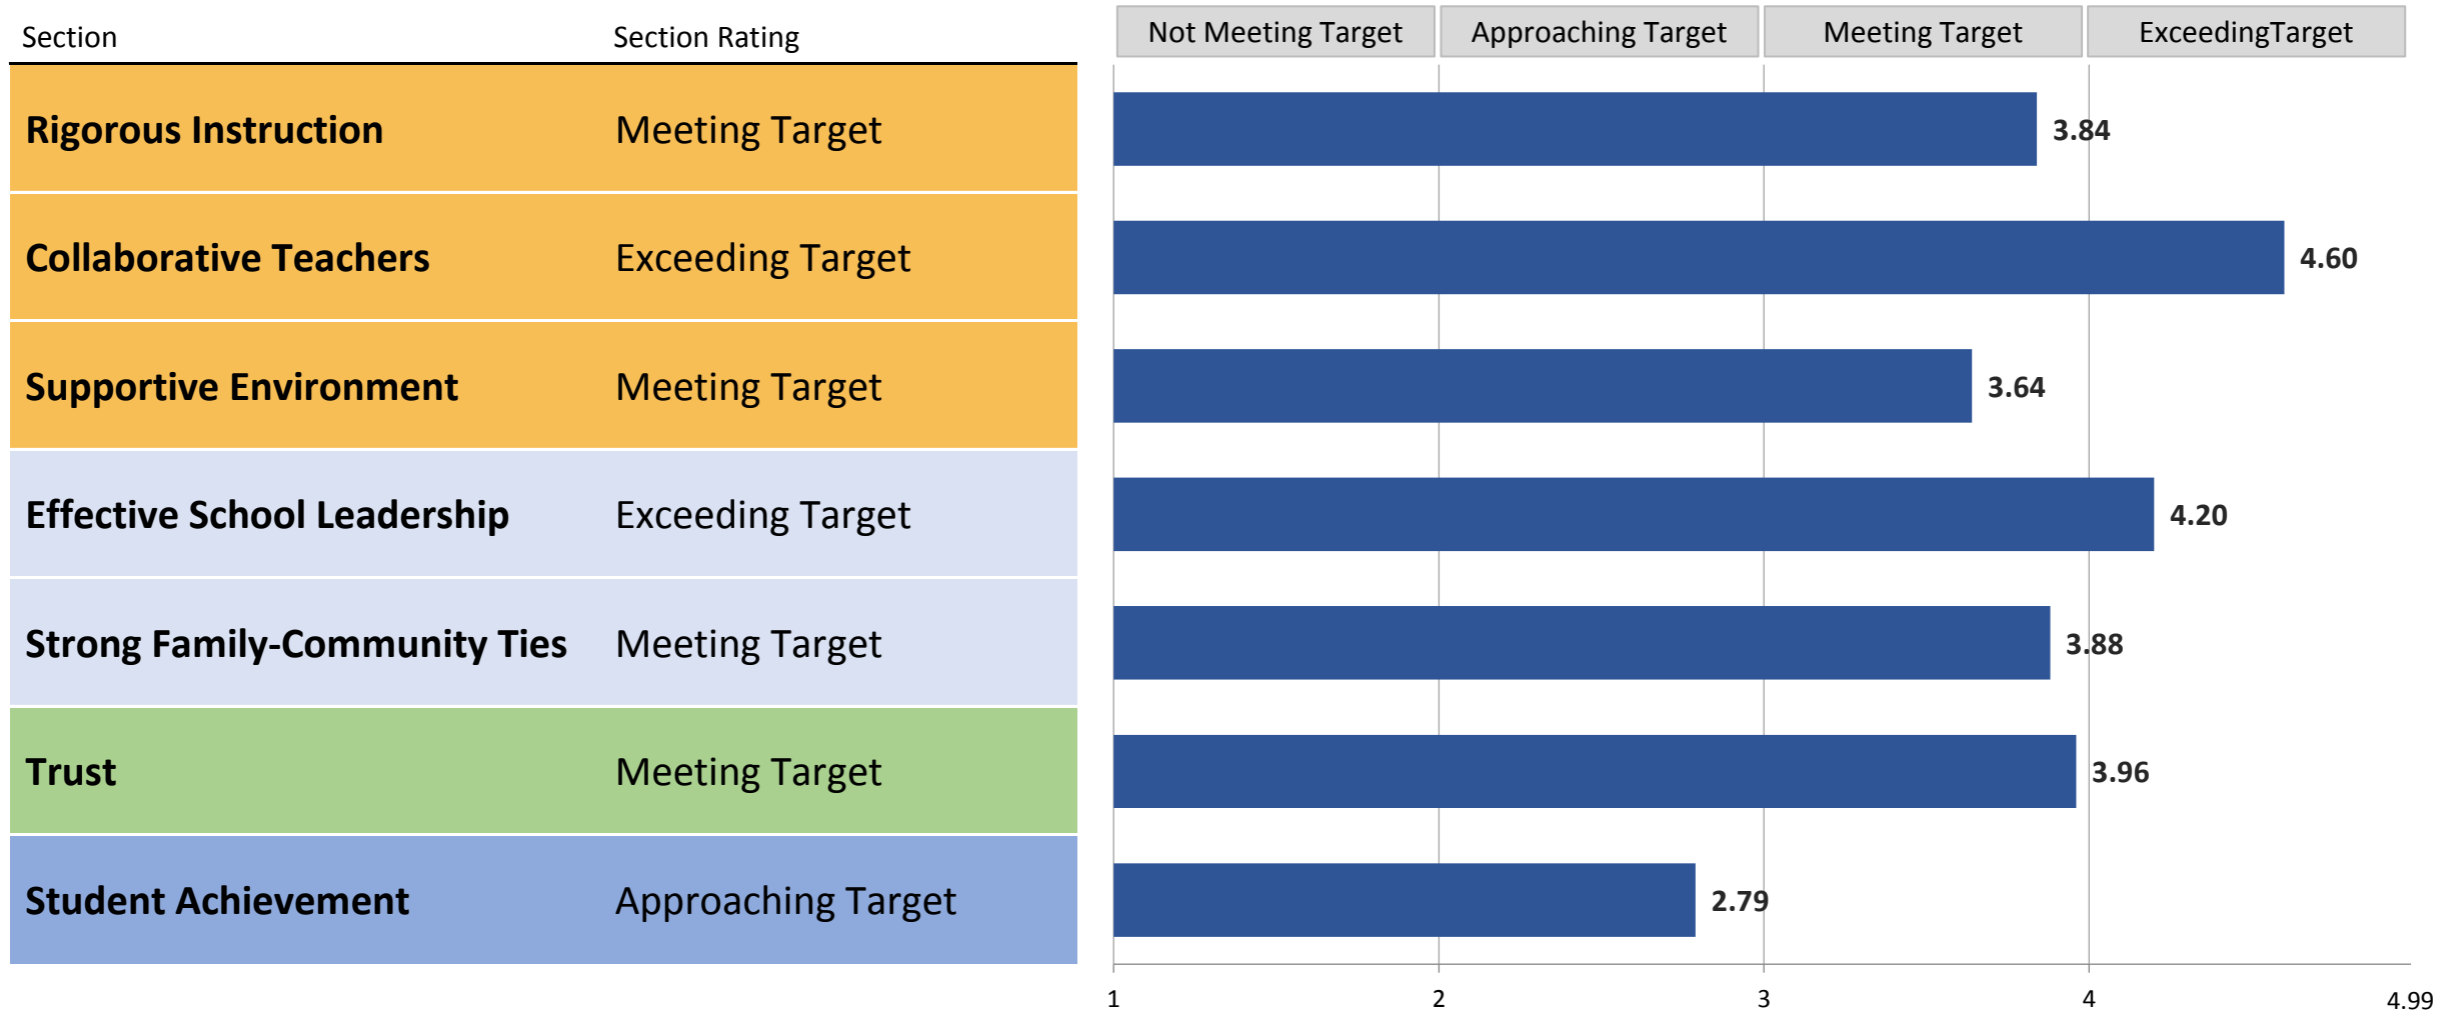 Section Section Rating Not Meeting Target Approaching Target Meeting Target ExceedingTarget
Rigorous Instruction Meeting Target 3.84
Collaborative Teachers Exceeding Target 4.60
Supportive Environment Meeting Target 3.64
Effective School Leadership Exceeding Target 4.20
Strong Family-Community Ties Meeting Target 3.88
Trust Meeting Target 3.96
Student Achievement Approaching Target 2.79
1 2 3 4 4.99